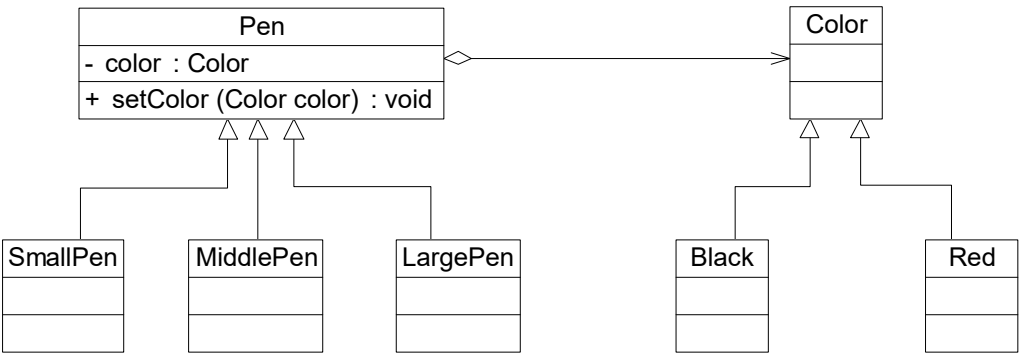 Pen
- color : Color
+ setColor (Color color) : void
Color
SmallPen
MiddlePen
LargePen
Black
Red